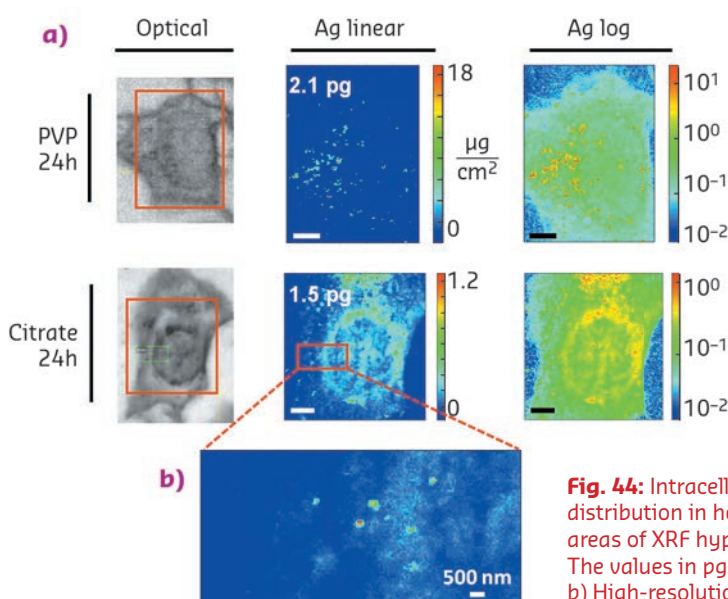 a)
Optical
Ag linear
Ag log
PVP
24h
2.1 pg
18
µg
cm²
0
10¹
10⁰
10⁻¹
10⁻²
Citrate
24h
1.5 pg
1.2
0
10⁰
10⁻¹
10⁻²
b)
500 nm
Fig. 44: Intracell
distribution in he
areas of XRF hyp
The values in pg
b) High-resolutio